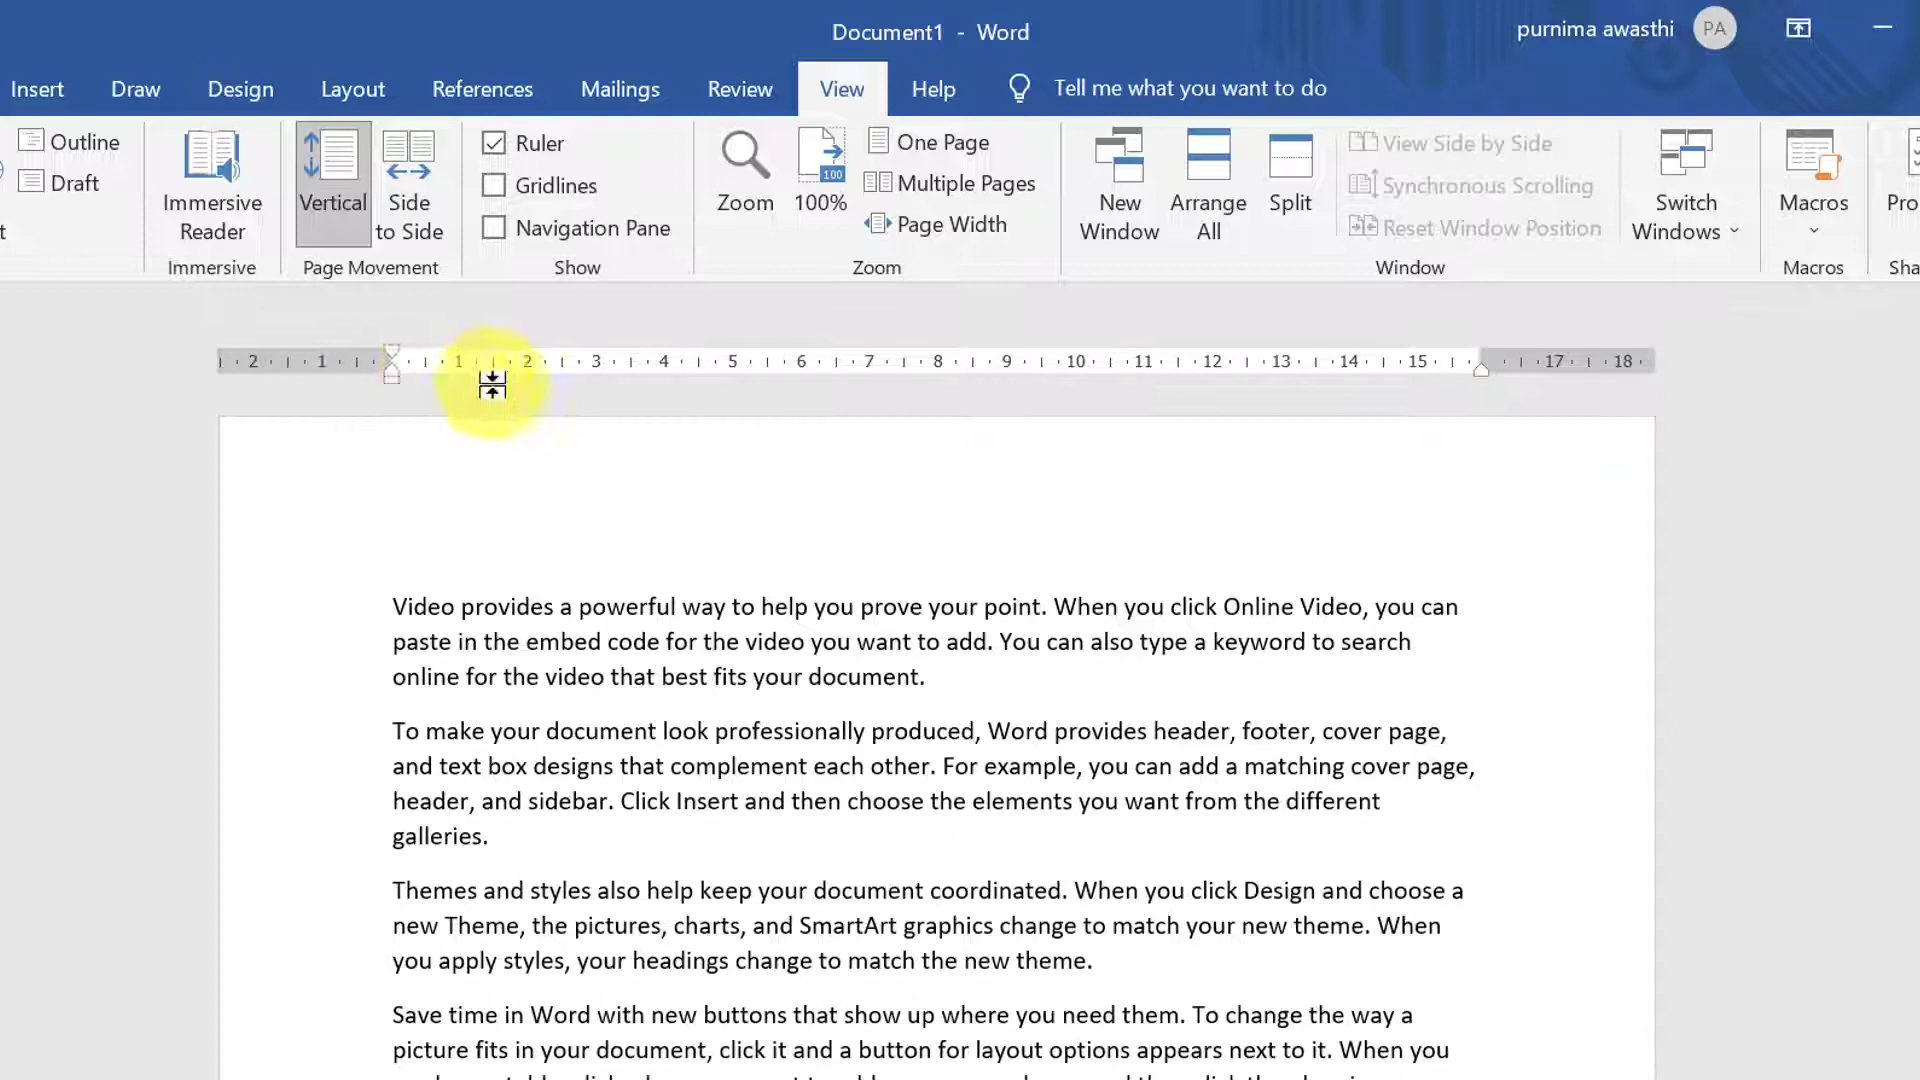 Document1 - Word
purnima awasthi PA
Insert Draw Design Layout References Mailings Review View Help Tell me what you want to do
Outline
Draft
Immersive Reader
Immersive
Vertical
Side to Side
Page Movement
Ruler
Gridlines
Navigation Pane
Show
Zoom
100
100%
One Page
Multiple Pages
Page Width
Zoom
New Window
Arrange All
Split
View Side by Side
Synchronous Scrolling
Reset Window Position
Switch Windows
Window
Macros
Macros
2 1 1 2 3 4 5 6 7 8 9 10 11 12 13 14 15 17 18
Video provides a powerful way to help you prove your point. When you click Online Video, you can
paste in the embed code for the video you want to add. You can also type a keyword to search
online for the video that best fits your document.
To make your document look professionally produced, Word provides header, footer, cover page,
and text box designs that complement each other. For example, you can add a matching cover page,
header, and sidebar. Click Insert and then choose the elements you want from the different
galleries.
Themes and styles also help keep your document coordinated. When you click Design and choose a
new Theme, the pictures, charts, and SmartArt graphics change to match your new theme. When
you apply styles, your headings change to match the new theme.
Save time in Word with new buttons that show up where you need them. To change the way a
picture fits in your document, click it and a button for layout options appears next to it. When you